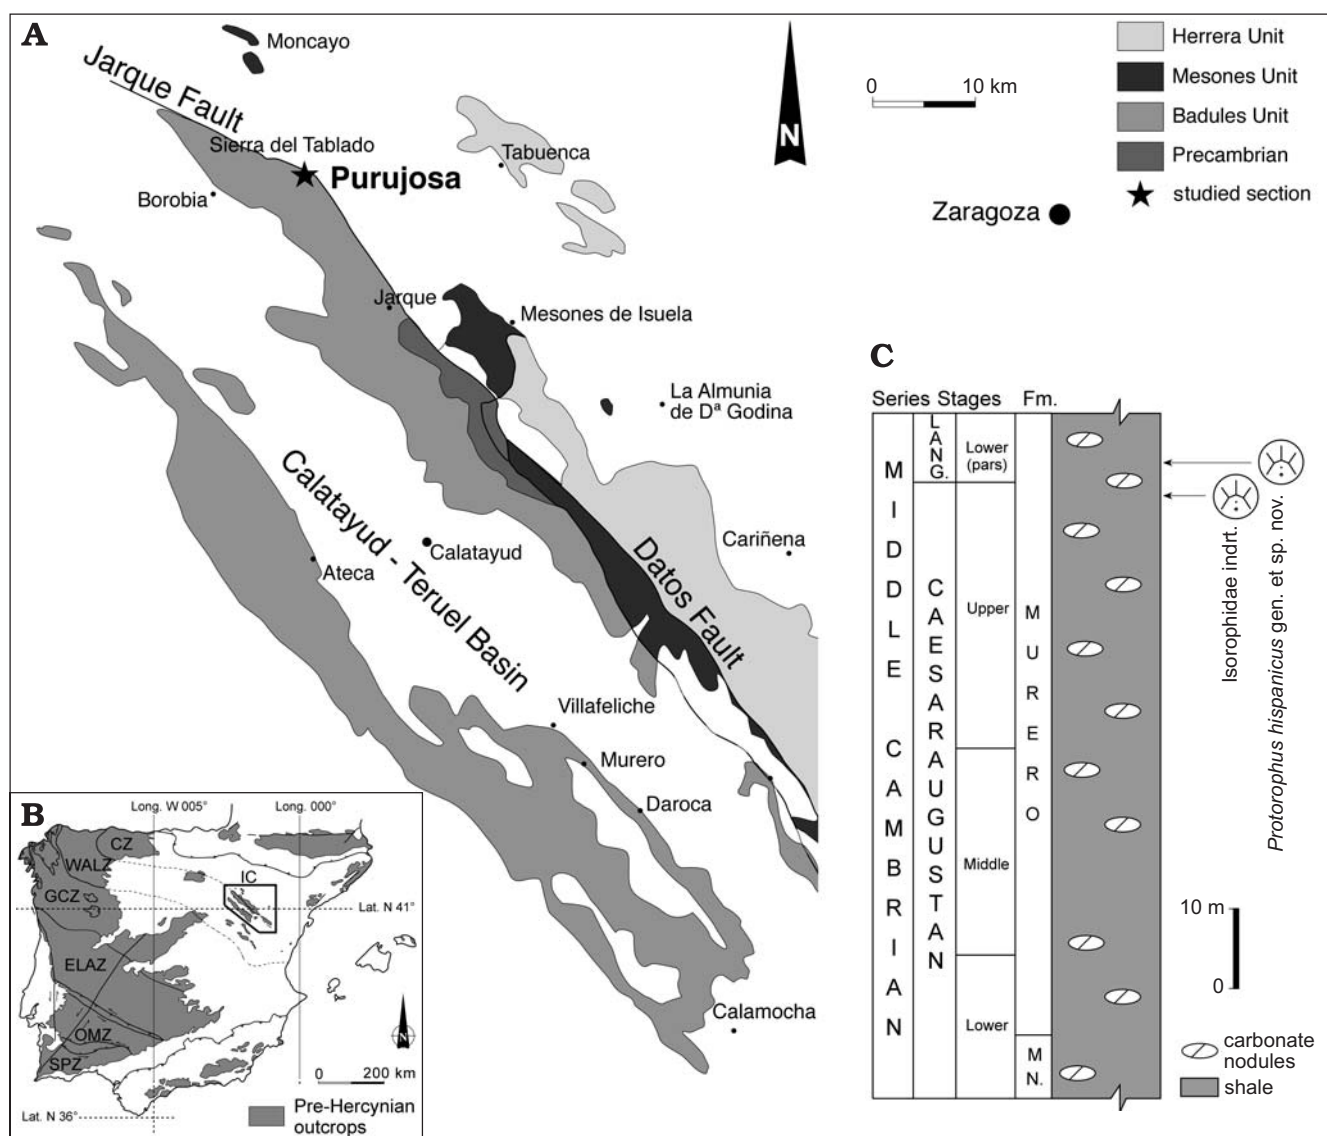 A
Moncayo
Jarque Fault
Sierra del Tablado
Purujosa
Borobia
Tabuenca
0 10 km
N
Herrera Unit
Mesones Unit
Badules Unit
Precambrian
studied section
Zaragoza
Jarque
Mesones de Isuela
La Almunia
de Dª Godina
Calatayud - Teruel Basin
Calatayud
Ateca
Datos Fault
Cariñena
Villafeliche
Murero
Daroca
Calamocha
B
Long. W 005°
Long. 000°
CZ
WALZ
GCZ
IC
Lat. N 41°
ELAZ
OMZ
SPZ
N
0 200 km
Lat. N 36°
Pre-Hercynian
outcrops
C
Series Stages Fm.
MIDDLE CAMBRIAN
LANG.
CAESARAUGUSTAN
Lower
(pars)
Upper
Middle
Lower
MURERO
MN.
Isorophidae indrt.
Protorophus hispanicus gen. et sp. nov.
10 m
0
carbonate
nodules
shale